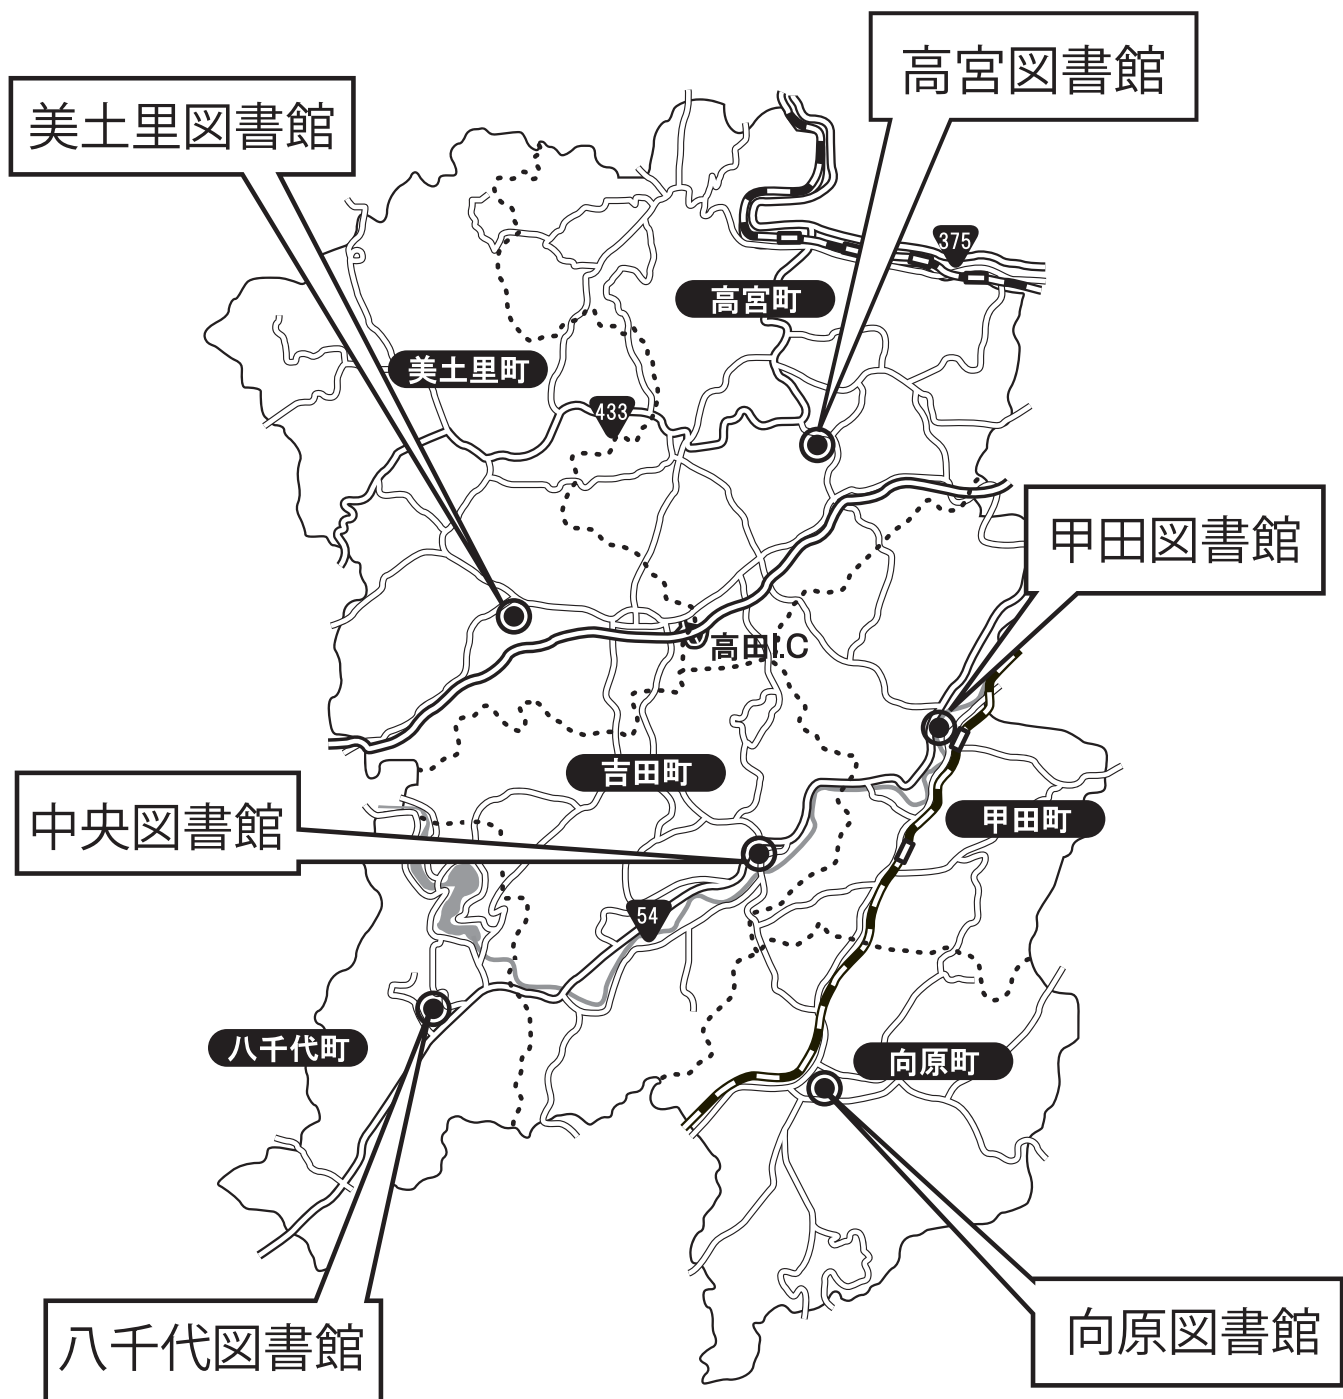 高宮図書館
美土里図書館
375
高宮町
美土里町
433
甲田図書館
高田I.C
吉田町
中央図書館
甲田町
54
八千代町
向原町
八千代図書館
向原図書館